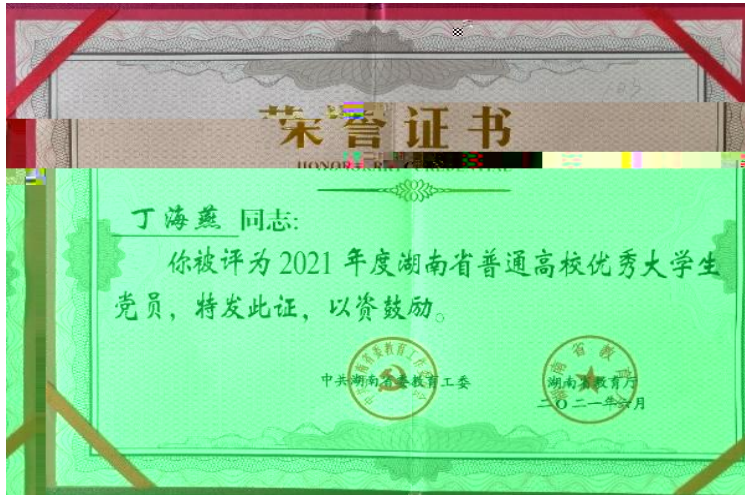 荣誉证书
丁海燕 同志:
你被评为2021年度湖南省普通高校优秀大学生
党员，特发此证，以资鼓励。
中共湖南省委教育工委
湖南省教育厅
二〇二一年六月